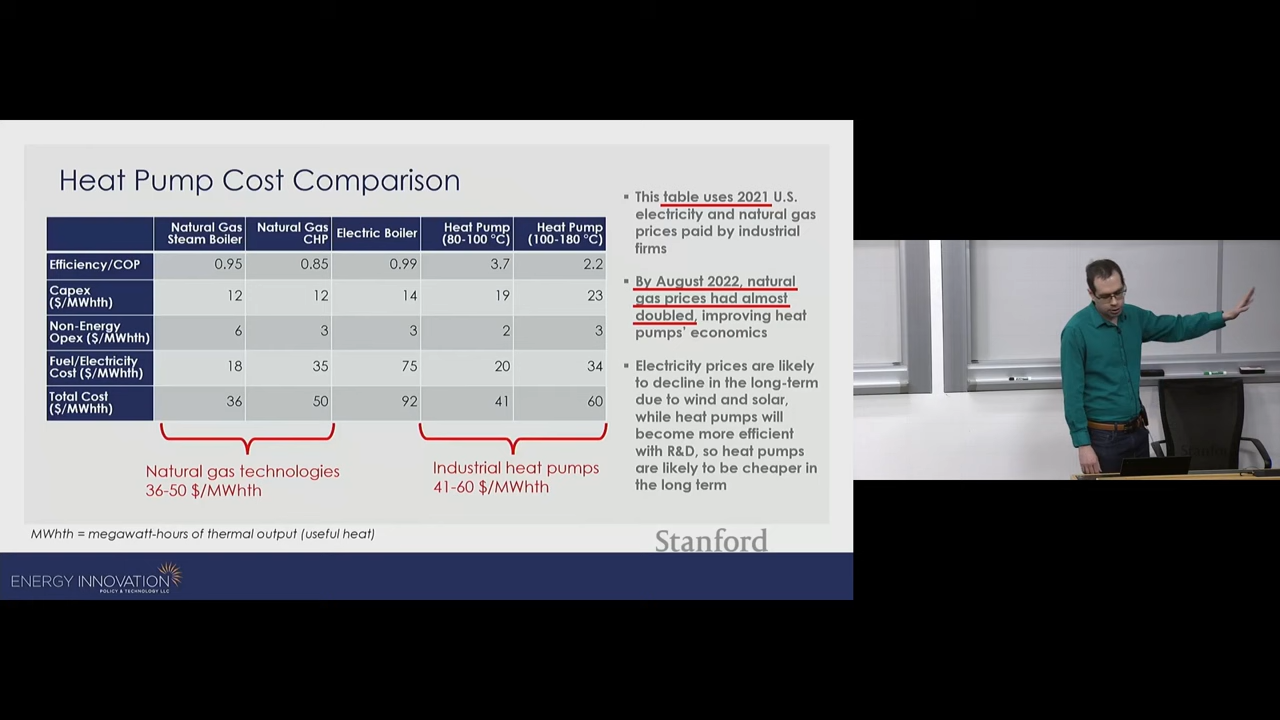 Heat Pump Cost Comparison
Natural Gas Steam Boiler
Natural Gas CHP
Electric Boiler
Heat Pump (80-100 °C)
Heat Pump (100-180 °C)
Efficiency/COP 0.95 0.85 0.99 3.7 2.2
Capex ($/MWhth) 12 12 14 19 23
Non-Energy Opex ($/MWhth) 6 3 3 2 3
Fuel/Electricity Cost ($/MWhth) 18 35 75 20 34
Total Cost ($/MWhth) 36 50 92 41 60
Natural gas technologies
36-50 $/MWhth
Industrial heat pumps
41-60 $/MWhth
▪ This table uses 2021 U.S.
electricity and natural gas
prices paid by industrial
firms
▪ By August 2022, natural
gas prices had almost
doubled, improving heat
pumps' economics
▪ Electricity prices are likely
to decline in the long-term
due to wind and solar,
while heat pumps will
become more efficient
with R&D, so heat pumps
are likely to be cheaper in
the long term
MWhth = megawatt-hours of thermal output (useful heat)
Stanford
ENERGY INNOVATION
POLICY & TECHNOLOGY LLC
Stanford